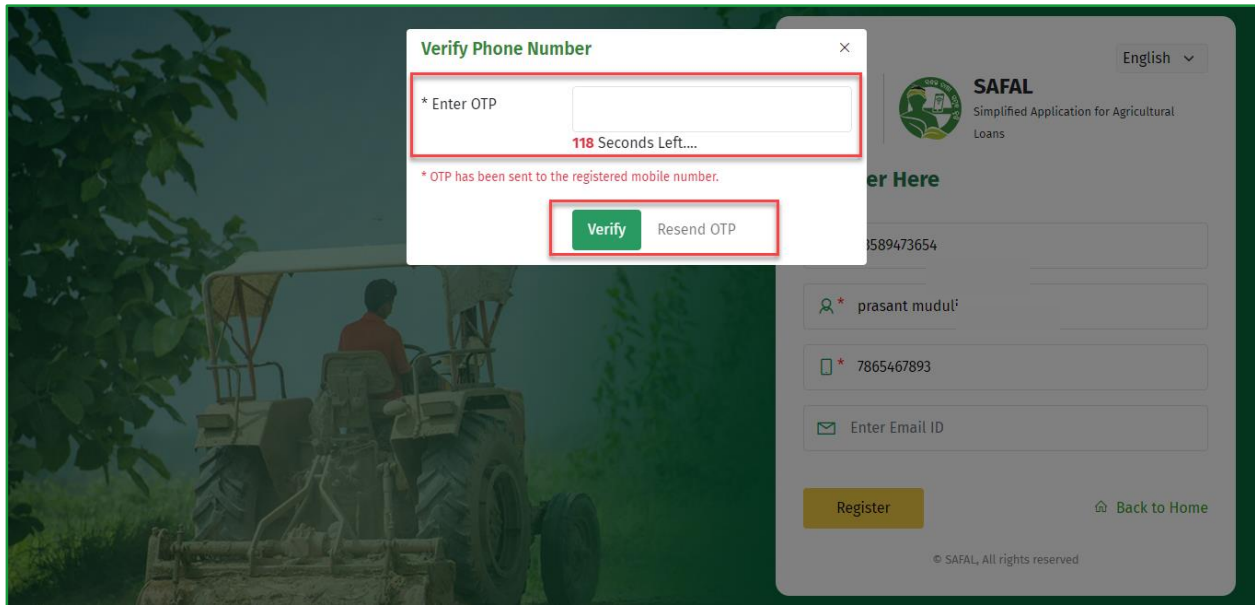 Verify Phone Number
×
English
SAFAL
Simplified Application for Agricultural
Loans
* Enter OTP
118 Seconds Left....
* OTP has been sent to the registered mobile number.
Verify Resend OTP
er Here
589473654
* prasant mudul
* 7865467893
Enter Email ID
Register
Back to Home
© SAFAL, All rights reserved